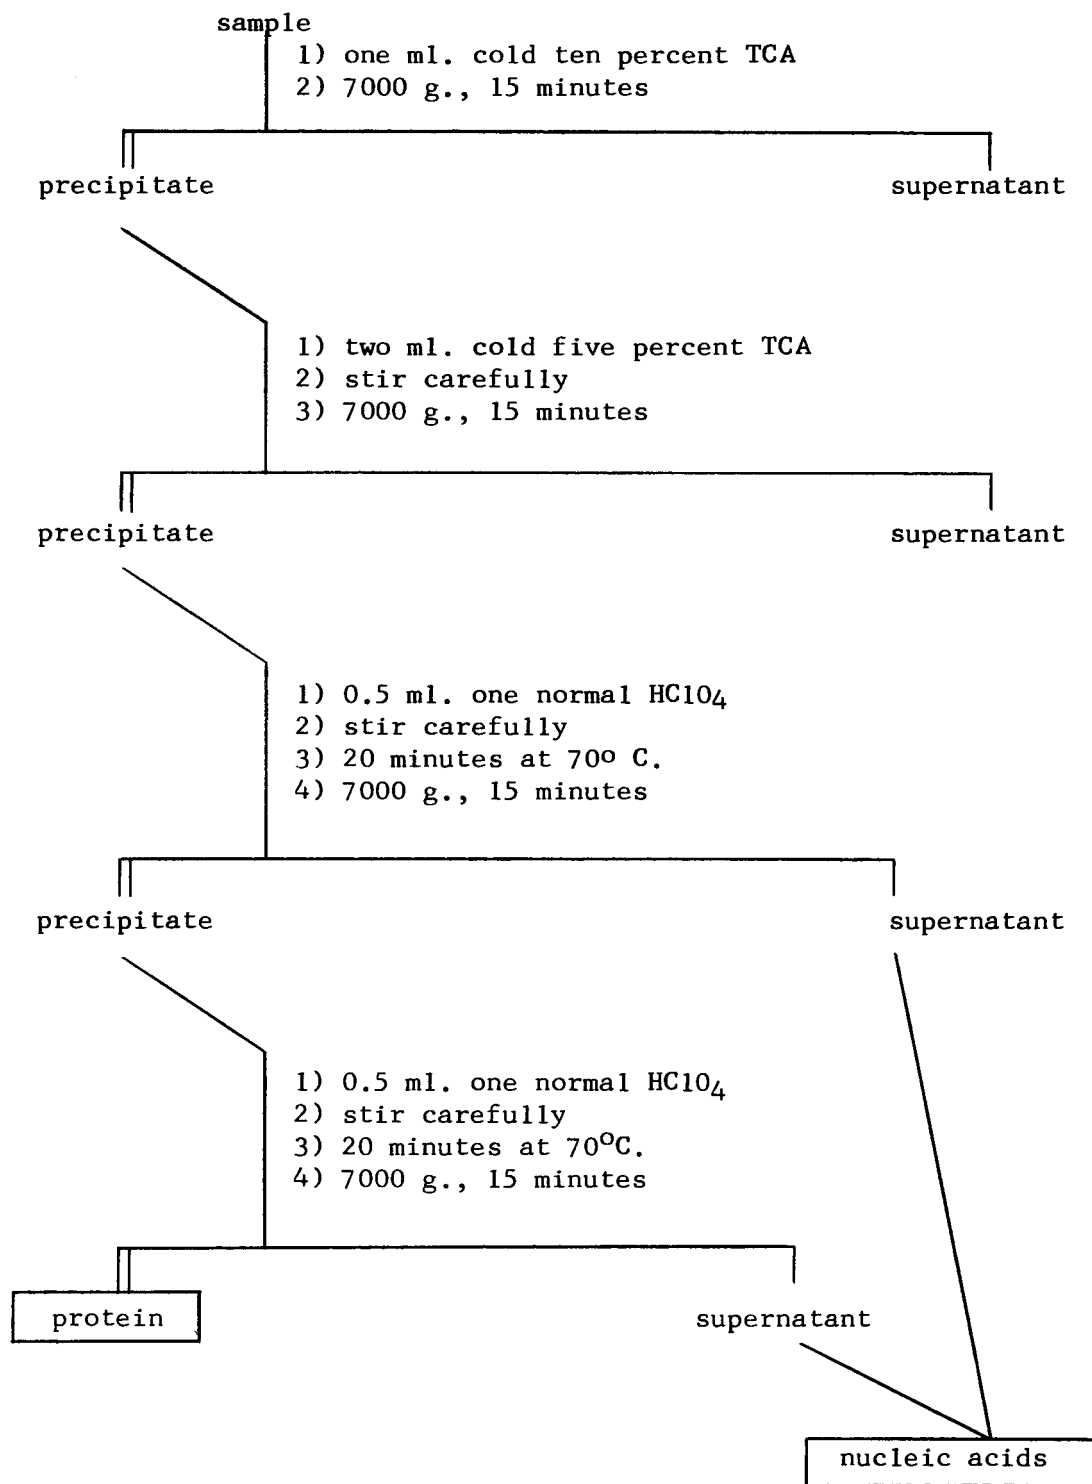 sample
1) one ml. cold ten percent TCA
2) 7000 g., 15 minutes
precipitate
supernatant
1) two ml. cold five percent TCA
2) stir carefully
3) 7000 g., 15 minutes
precipitate
supernatant
1) 0.5 ml. one normal HClO4
2) stir carefully
3) 20 minutes at 70º C.
4) 7000 g., 15 minutes
precipitate
supernatant
1) 0.5 ml. one normal HClO4
2) stir carefully
3) 20 minutes at 70ºC.
4) 7000 g., 15 minutes
protein
supernatant
nucleic acids